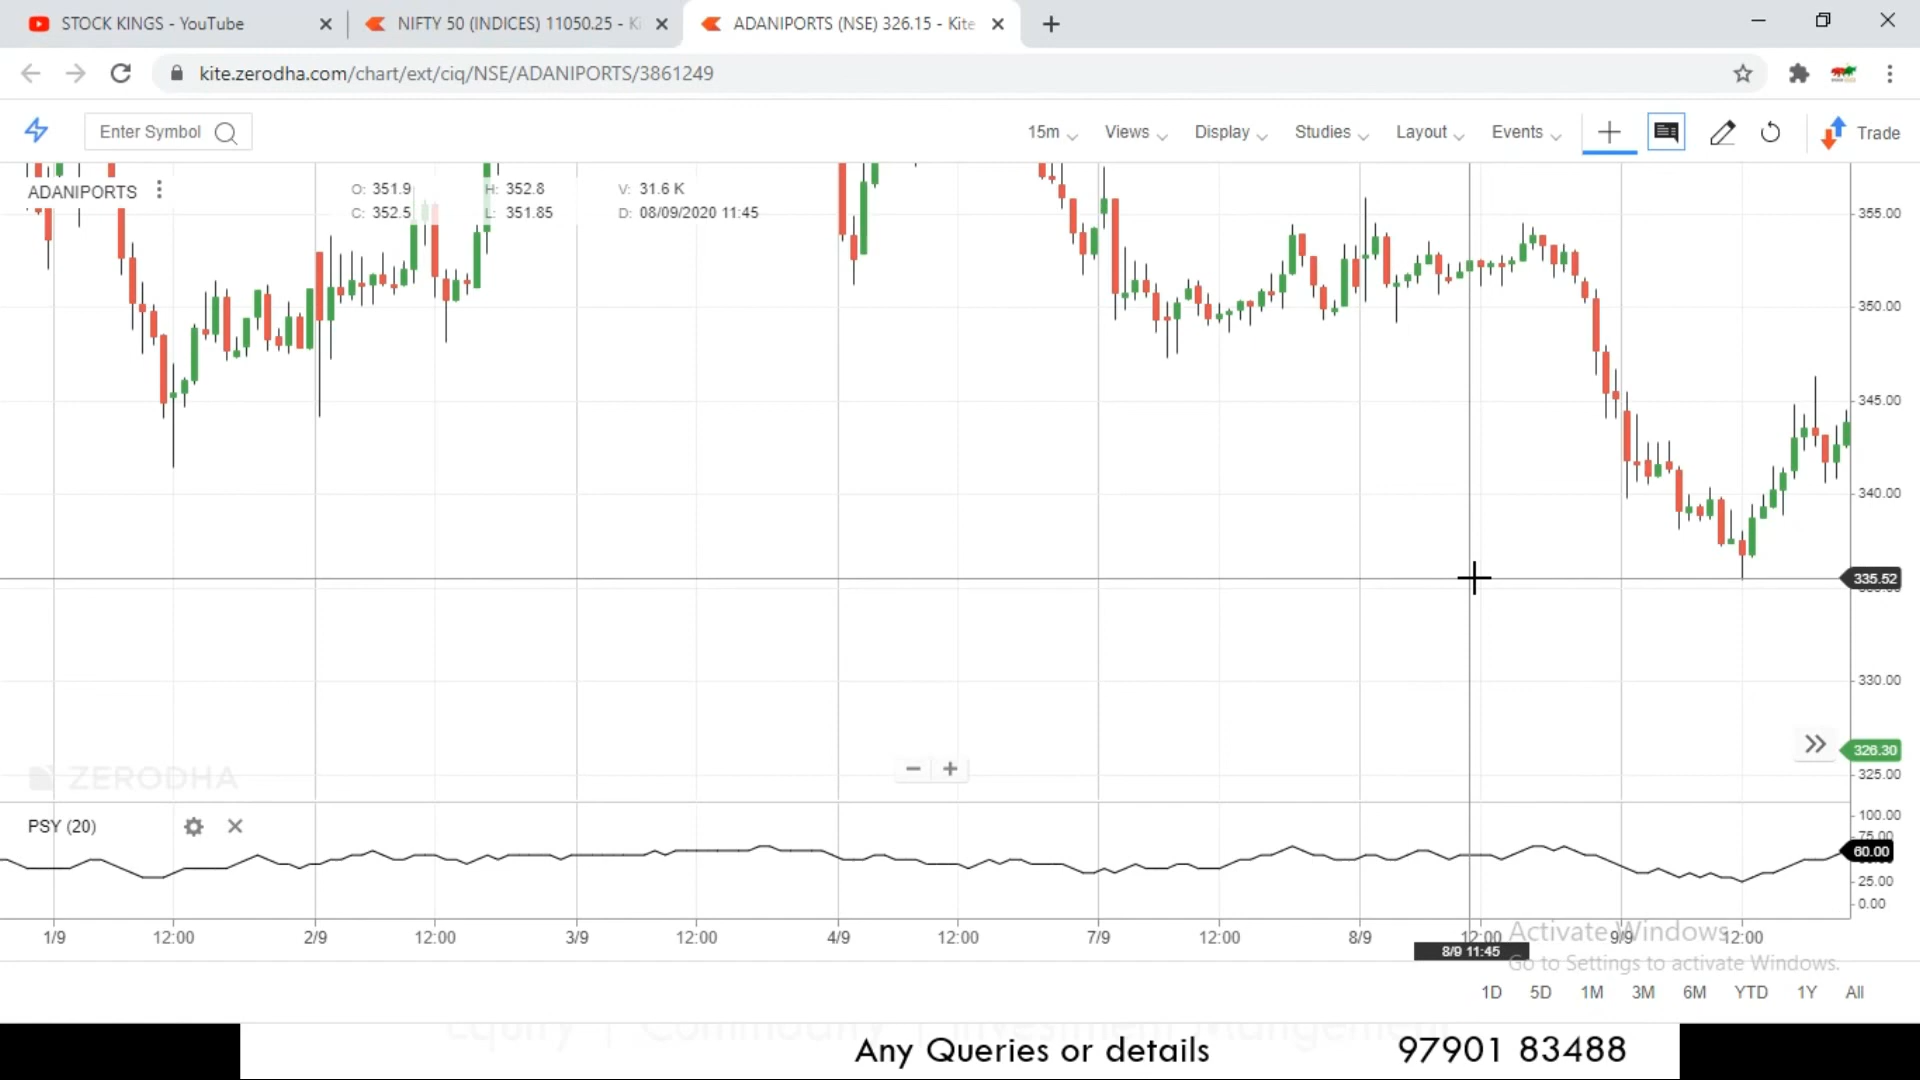 STOCK KINGS - YouTube
NIFTY 50 (INDICES) 11050.25 - Ki
ADANIPORTS (NSE) 326.15 - Kite
kite.zerodha.com/chart/ext/ciq/NSE/ADANIPORTS/3861249
Enter Symbol
15m
Views
Display
Studies
Layout
Events
Trade
ADANIPORTS
O: 351.9
H: 352.8
V: 31.6 K
C: 352.5
L: 351.85
D: 08/09/2020 11:45
355.00
350.00
345.00
340.00
335.52
330.00
326.30
325.00
ZERODHA
PSY (20)
100.00
75.00
60.00
25.00
0.00
1/9
12:00
2/9
12:00
3/9
12:00
4/9
12:00
7/9
12:00
8/9
12:00
9/9
12:00
8/9 11:45
Activate Windows
Go to Settings to activate Windows.
1D
5D
1M
3M
6M
YTD
1Y
All
Any Queries or details
97901 83488